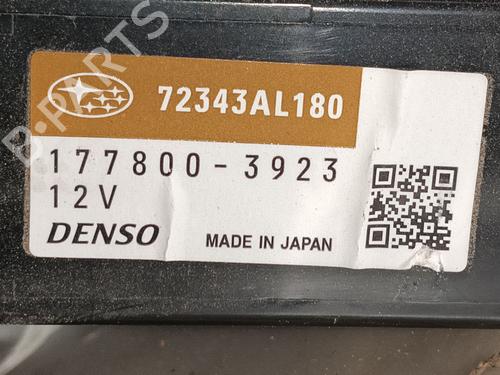 B-PARTS
72343AL180
177800-3923
12V
DENSO
MADE IN JAPAN